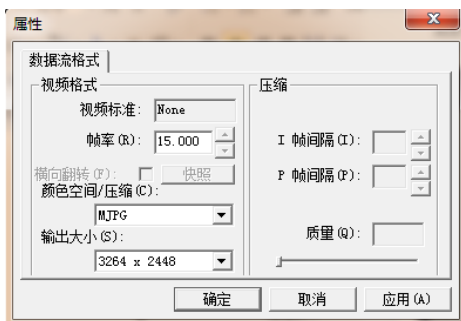 属性
数据流格式
视频格式
视频标准: None
帧率(R): 15.000
横向翻转(F): 快照
颜色空间/压缩(C):
MJPG
输出大小(S):
3264 x 2448
压缩
I 帧间隔(I):
P 帧间隔(P):
质量(Q):
确定
取消
应用(A)